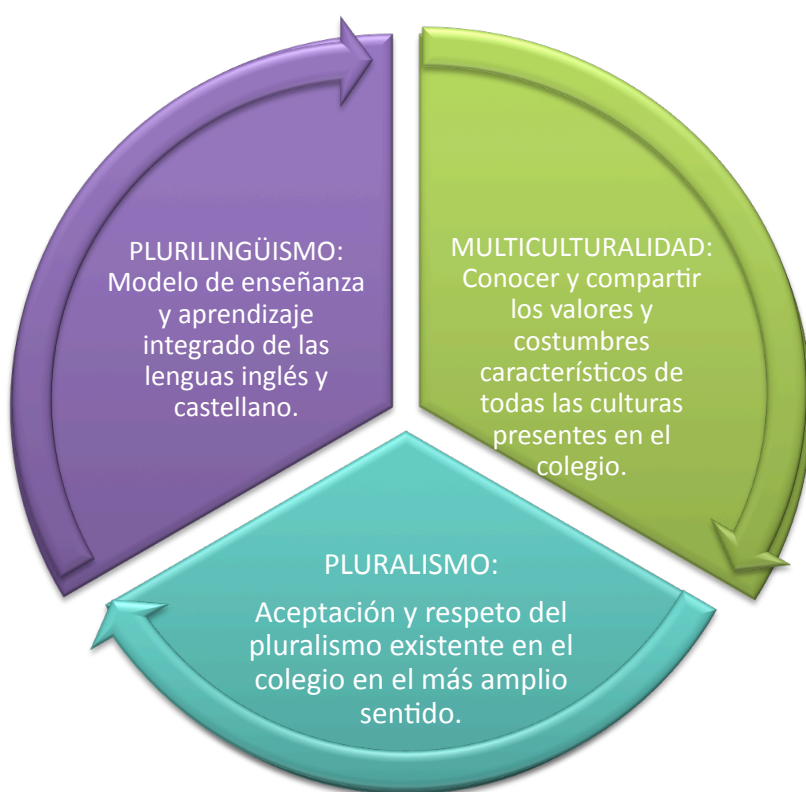 PLURILINGÜISMO:
Modelo de enseñanza
y aprendizaje
integrado de las
lenguas inglés y
castellano.
MULTICULTURALIDAD:
Conocer y compartir
los valores y
costumbres
característicos de
todas las culturas
presentes en el
colegio.
PLURALISMO:
Aceptación y respeto del
pluralismo existente en el
colegio en el más amplio
sentido.